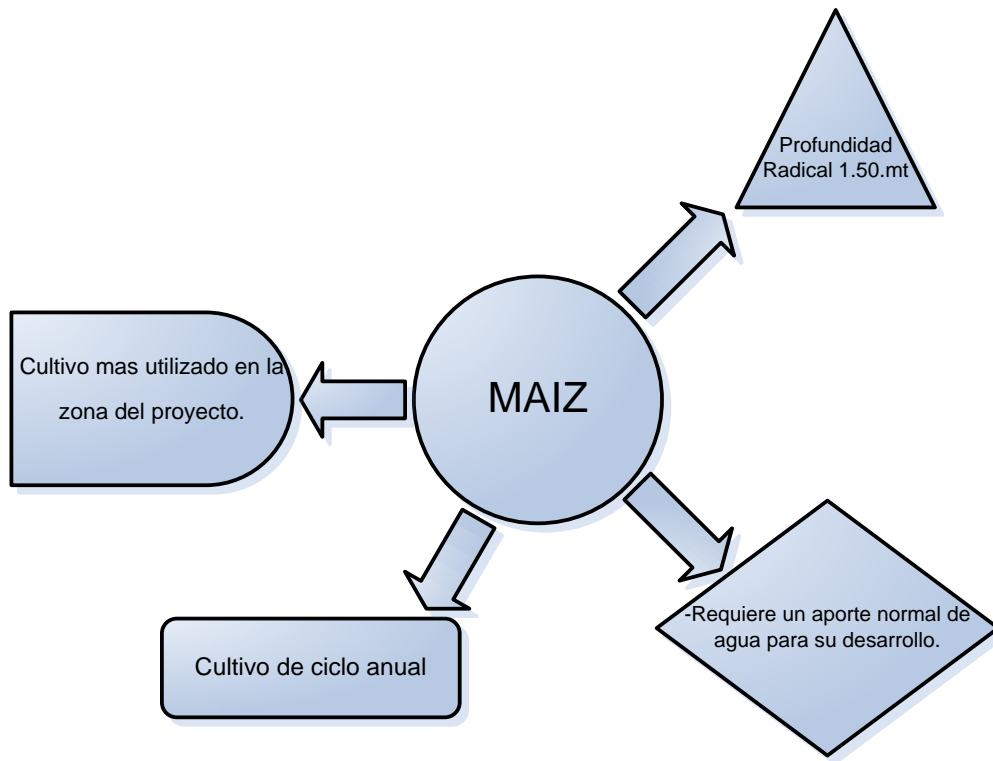 Profundidad
Radical 1.50.mt
Cultivo mas utilizado en la
zona del proyecto.
MAIZ
-Requiere un aporte normal de
agua para su desarrollo.
Cultivo de ciclo anual